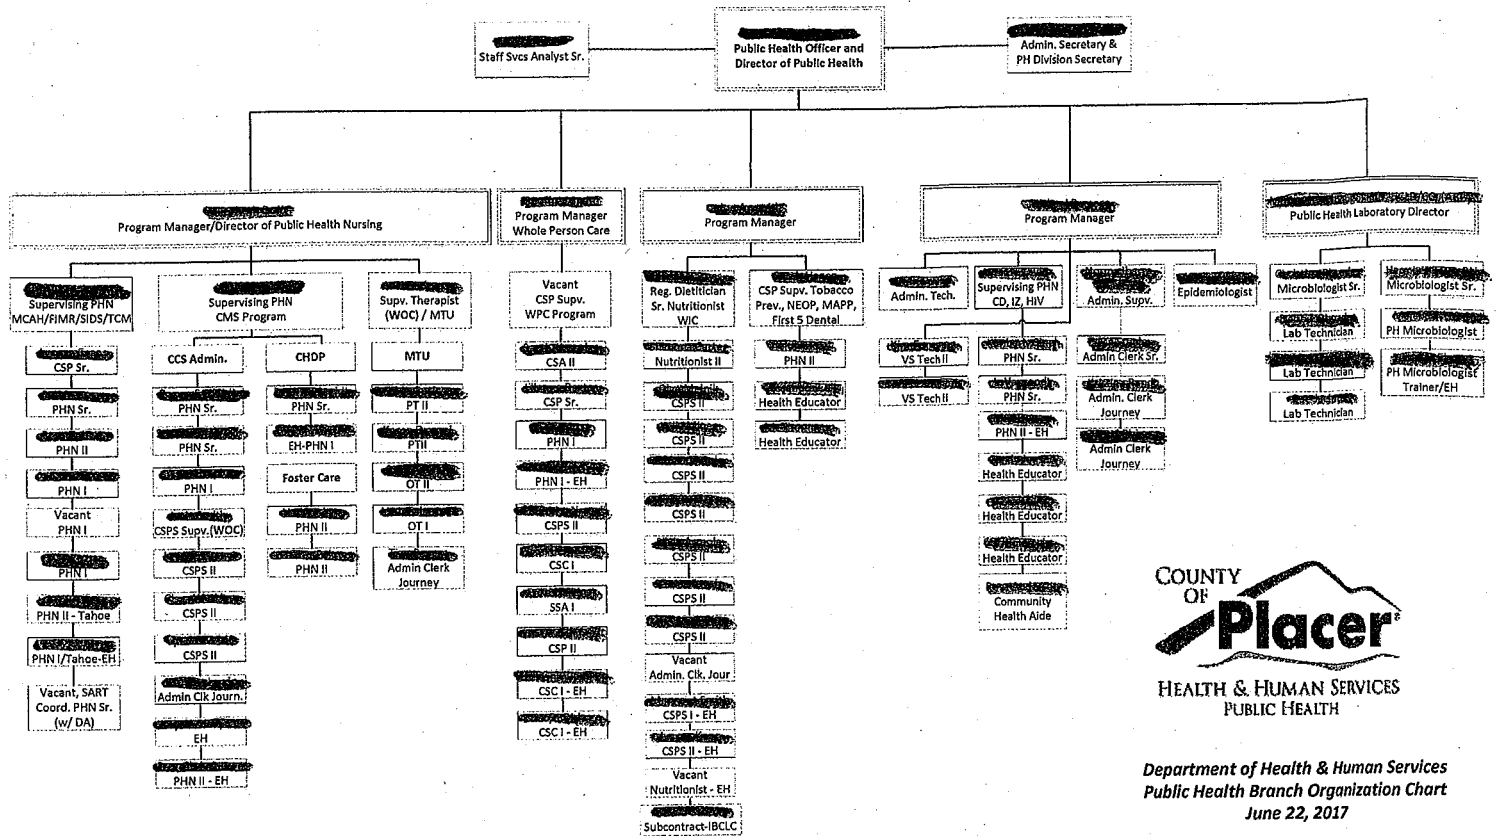 Staff Svcs Analyst Sr.
Public Health Officer and
Director of Public Health
Admin. Secretary &
PH Division Secretary
Program Manager/Director of Public Health Nursing
Program Manager
Whole Person Care
Program Manager
Program Manager
Public Health Laboratory Director
Supervising PHN
MCAH/FIMR/SIDS/TCM
CSP Sr.
PHN Sr.
PHN II
PHN I
Vacant
PHN I
PHN I
PHN II - Tahoe
PHN I/Tahoe-EH
Vacant, SART
Coord. PHN Sr.
(w/ DA)
Supervising PHN
CMS Program
CCS Admin.
PHN Sr.
PHN Sr.
PHN I
CSPS Supv.(WOC)
CSPS II
CSPS II
CSPS II
Admin Clk Journ.
EH
PHN II - EH
CHDP
PHN Sr.
EH-PHN I
Foster Care
PHN II
PHN II
Supv. Therapist
(WOC) / MTU
MTU
PT II
PTII
OT II
OT I
Admin Clerk
Journey
Vacant
CSP Supv.
WPC Program
CSA II
CSP Sr.
PHN I
PHN I - EH
CSPS II
CSC I
SSA I
CSP II
CSC I - EH
CSC I - EH
Reg. Dietitician
Sr. Nutritionist
WIC
Nutritionist II
CSPS II
CSPS II
CSPS II
CSPS II
CSPS II
CSPS II
CSPS II
Vacant
Admin. Clk. Jour
CSPS I - EH
CSPS II - EH
Vacant
Nutritionist - EH
Subcontract-IBCLC
CSP Supv. Tobacco
Prev., NEOP, MAPP,
First 5 Dental
PHN II
Health Educator
Health Educator
Admin. Tech.
VS Tech II
VS Tech II
Supervising PHN
CD, IZ, HIV
PHN Sr.
PHN Sr.
PHN II - EH
Health Educator
Health Educator
Health Educator
Community
Health Aide
Admin. Supv.
Admin Clerk Sr.
Admin. Clerk
Journey
Admin Clerk
Journey
Epidemiologist
Microbiologist Sr.
Lab Technician
Lab Technician
Lab Technician
Microbiologist Sr.
PH Microbiologist
PH Microbiologist
Trainer/EH
COUNTY
OF
Placer®
HEALTH & HUMAN SERVICES
PUBLIC HEALTH
Department of Health & Human Services
Public Health Branch Organization Chart
June 22, 2017